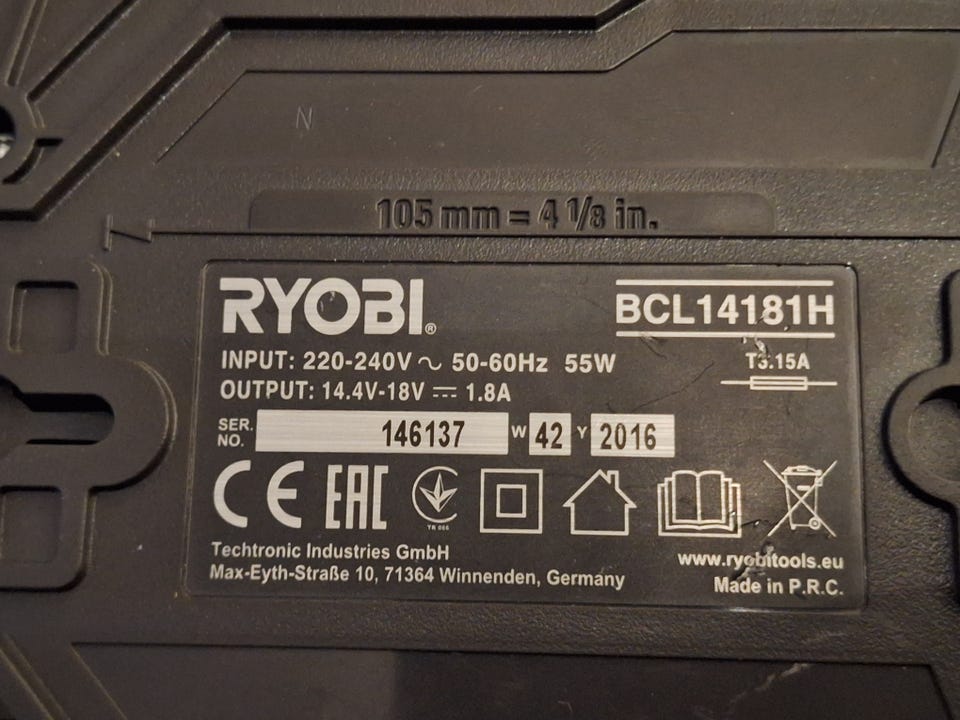 N
105 mm = 4 1/8 in.
RYOBI®
BCL14181H
INPUT: 220-240V ~ 50-60Hz 55W
T3.15A
OUTPUT: 14.4V-18V ⎓ 1.8A
SER. NO. 146137 W 42 Y 2016
CE EAC
TR 066
Techtronic Industries GmbH
www.ryobitools.eu
Max-Eyth-Straße 10, 71364 Winnenden, Germany
Made in P.R.C.